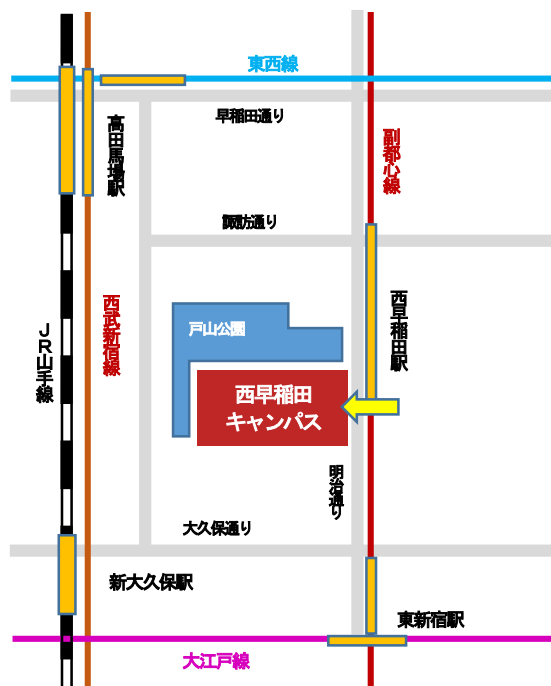 東西線
早稲田通り
高田馬場駅
副都心線
諏訪通り
西早稲田駅
西武新宿線
戸山公園
JR山手線
西早稲田
キャンパス
明治通り
大久保通り
新大久保駅
東新宿駅
大江戸線